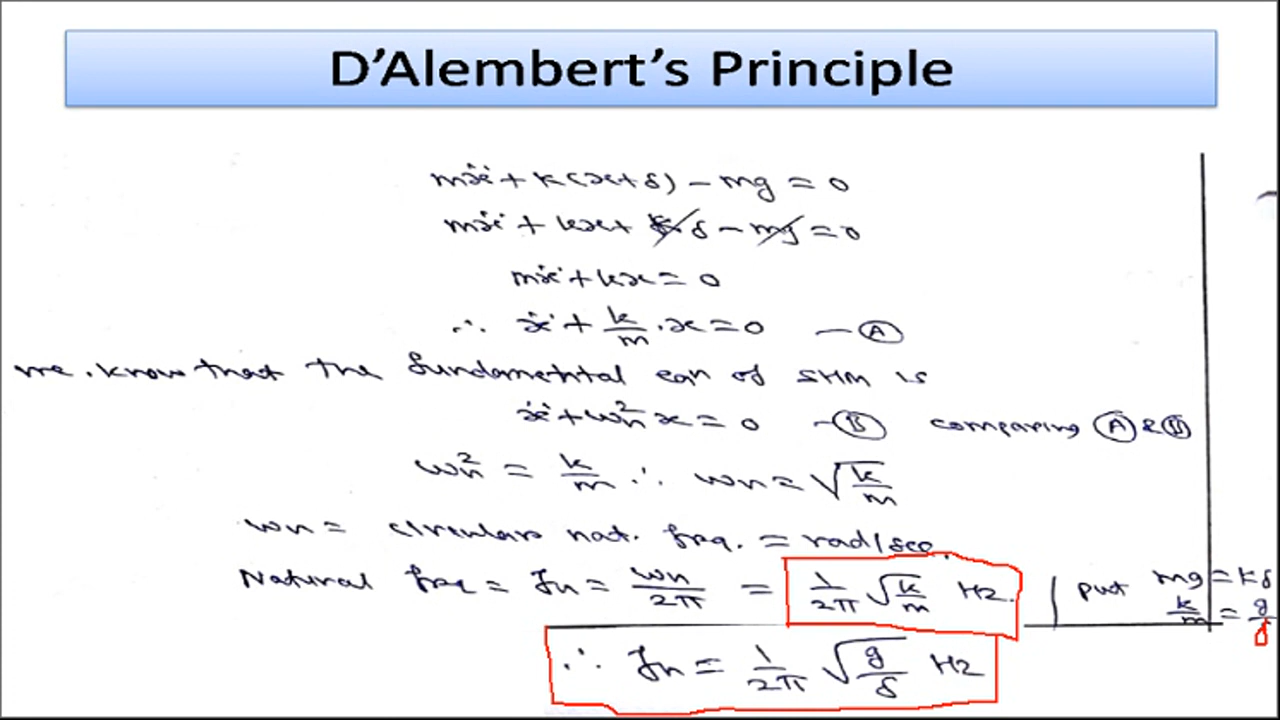 D'Alembert's Principle
mẍ + k(x+δ) − mg = 0
mẍ + kx + kδ − mg = 0
mẍ + kx = 0
∴ ẍ + k/m . x = 0 — Ⓐ
we . know that the fundamental eqn of SHM is
ẍ + ωn² x = 0 — Ⓑ comparing Ⓐ & Ⓑ
ωn² = k/m ∴ ωn = √(k/m)
ωn = circular nat. freq. = rad/sec.
Natural freq = fn = ωn/2π = 1/2π √(k/m) Hz. | put mg = kδ
k/m = g/δ
∴ fn = 1/2π √(g/δ) Hz